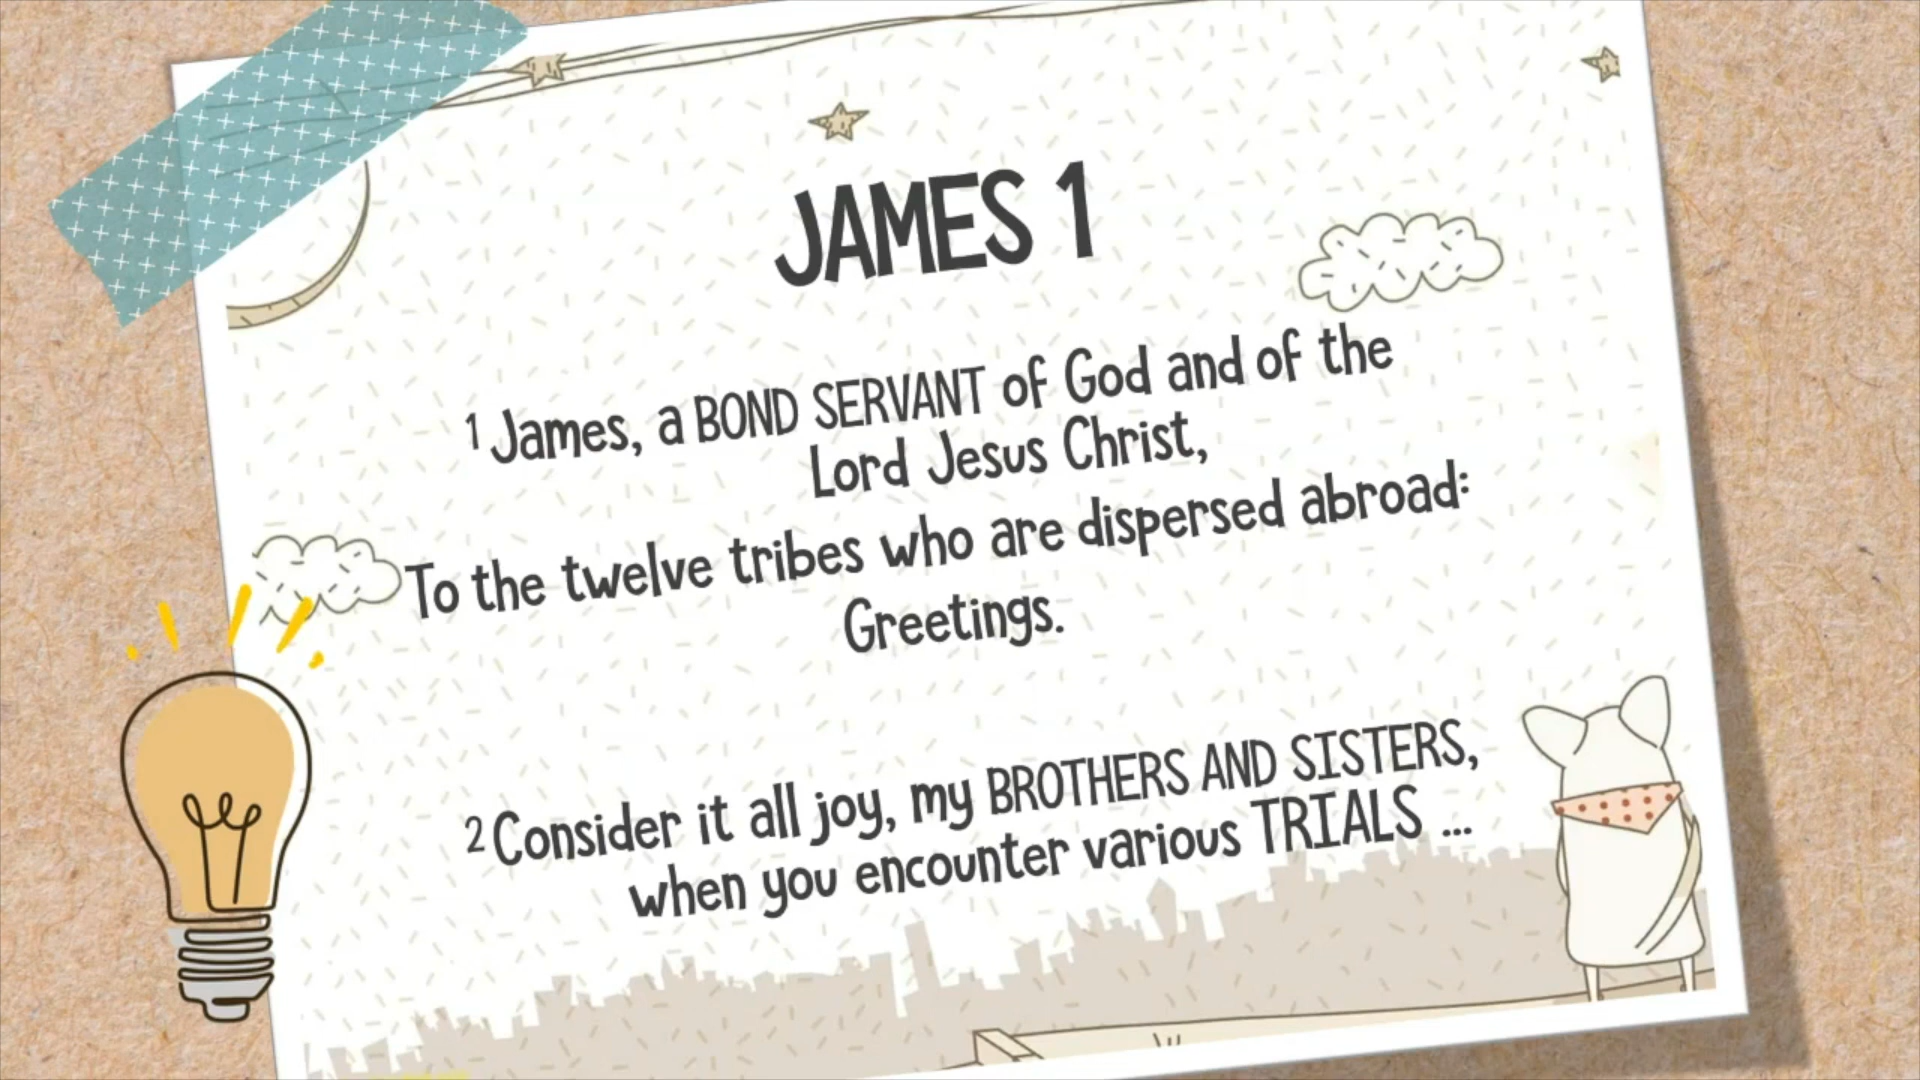 JAMES 1
1 James, a BOND SERVANT of God and of the
Lord Jesus Christ,
To the twelve tribes who are dispersed abroad:
Greetings.
2 Consider it all joy, my BROTHERS AND SISTERS,
when you encounter various TRIALS ...